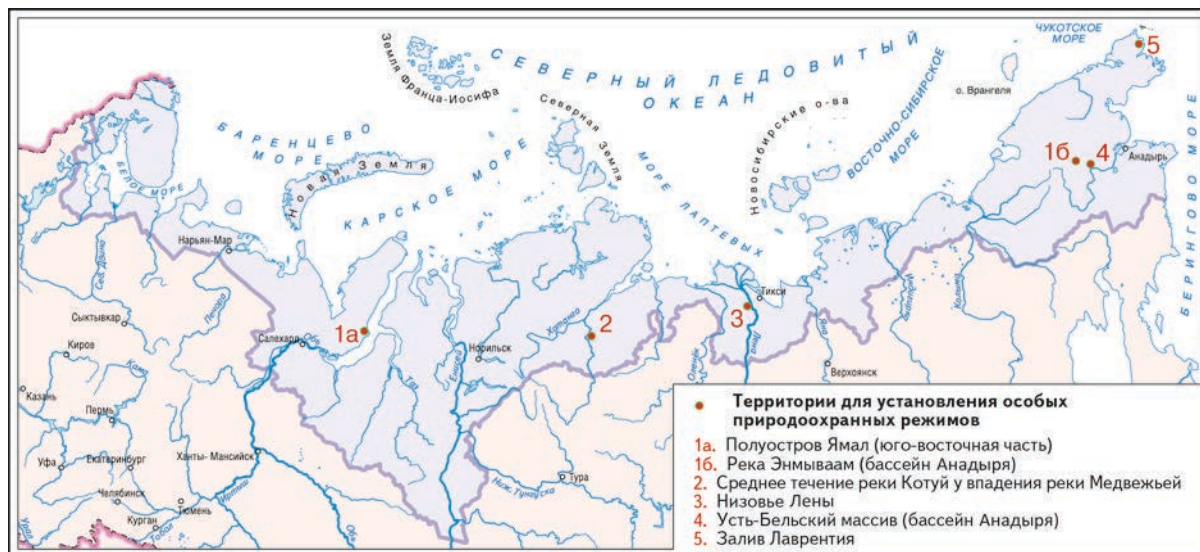 ЧУКОТСКОЕ
МОРЕ
5
Земля Франца-Иосифа
СЕВЕРНЫЙ ЛЕДОВИТЫЙ
ОКЕАН
Северная Земля
Новосибирские о-ва
ВОСТОЧНО-СИБИРСКОЕ
МОРЕ
о. Врангеля
БАРЕНЦЕВО
МОРЕ
Новая Земля
КАРСКОЕ МОРЕ
МОРЕ ЛАПТЕВЫХ
БЕЛОЕ МОРЕ
1б
4
Анадырь
БЕРИНГОВО МОРЕ
Нарьян-Мар
Сев. Двина
Печора
Сыктывкар
Салехард
Обь
1а
Таз
Енисей
Норильск
Хатанга
2
Оленек
3
Тикси
Лена
Яна
Верхоянск
Индигирка
Колыма
Киров
Кама
Казань
Пермь
Уфа
Екатеринбург
Ханты-Мансийск
Иртыш
Челябинск
Тюмень
Курган
Тобол
Урал
Обь
Ниж. Тунгуска
Тура
Территории для установления особых
природоохранных режимов
1а. Полуостров Ямал (юго-восточная часть)
1б. Река Энмываам (бассейн Анадыря)
2. Среднее течение реки Котуй у впадения реки Медвежьей
3. Низовье Лены
4. Усть-Бельский массив (бассейн Анадыря)
5. Залив Лаврентия